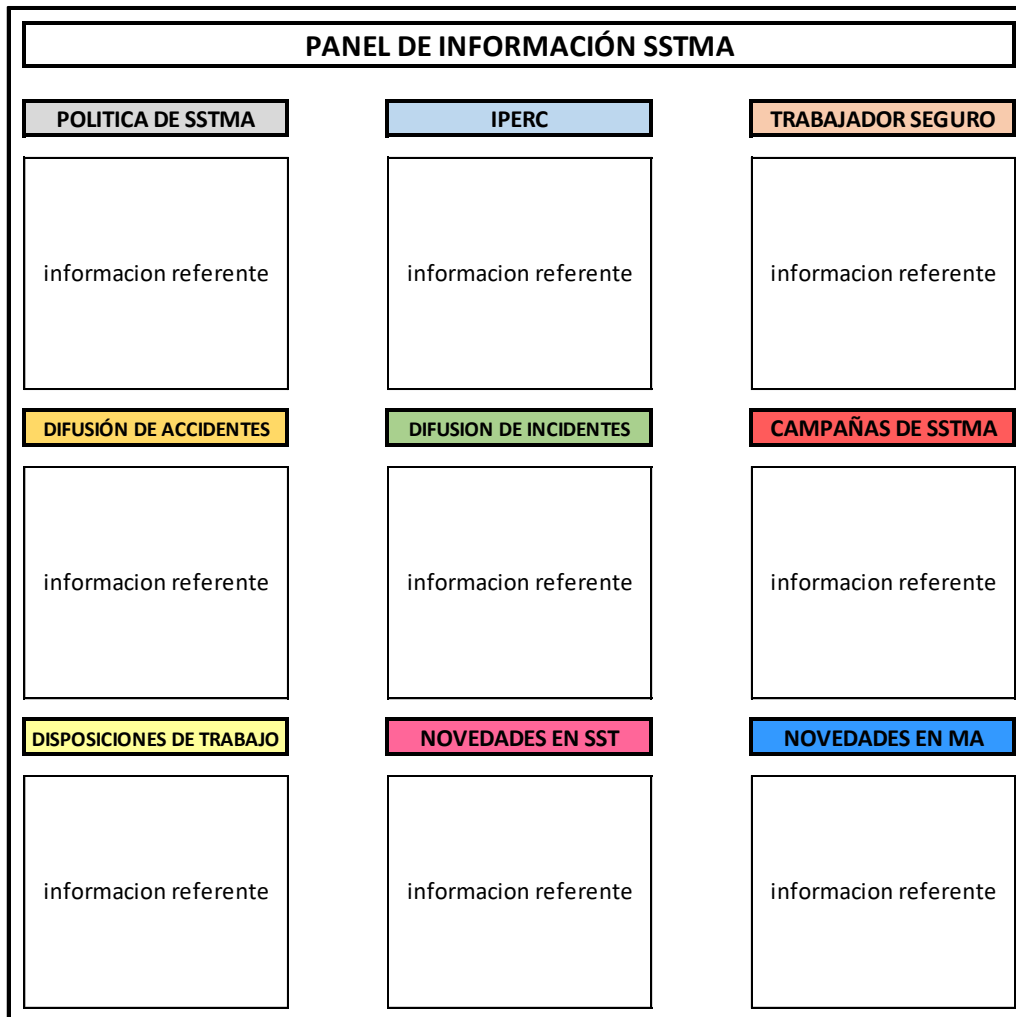 PANEL DE INFORMACIÓN SSTMA
POLITICA DE SSTMA
IPERC
TRABAJADOR SEGURO
informacion referente
informacion referente
informacion referente
DIFUSIÓN DE ACCIDENTES
DIFUSION DE INCIDENTES
CAMPAÑAS DE SSTMA
informacion referente
informacion referente
informacion referente
DISPOSICIONES DE TRABAJO
NOVEDADES EN SST
NOVEDADES EN MA
informacion referente
informacion referente
informacion referente